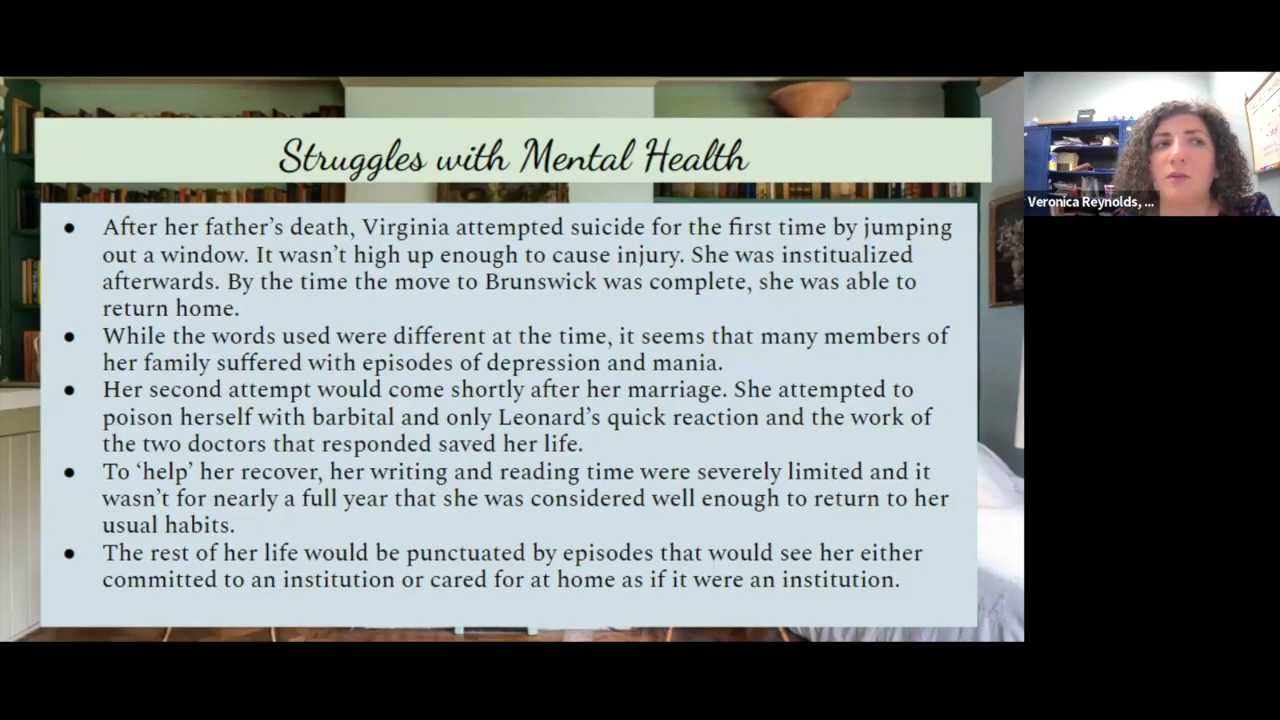 Struggles with Mental Health
● After her father’s death, Virginia attempted suicide for the first time by jumping
out a window. It wasn’t high up enough to cause injury. She was institualized
afterwards. By the time the move to Brunswick was complete, she was able to
return home.
● While the words used were different at the time, it seems that many members of
her family suffered with episodes of depression and mania.
● Her second attempt would come shortly after her marriage. She attempted to
poison herself with barbital and only Leonard’s quick reaction and the work of
the two doctors that responded saved her life.
● To ‘help’ her recover, her writing and reading time were severely limited and it
wasn’t for nearly a full year that she was considered well enough to return to her
usual habits.
● The rest of her life would be punctuated by episodes that would see her either
committed to an institution or cared for at home as if it were an institution.
Veronica Reynolds, ...